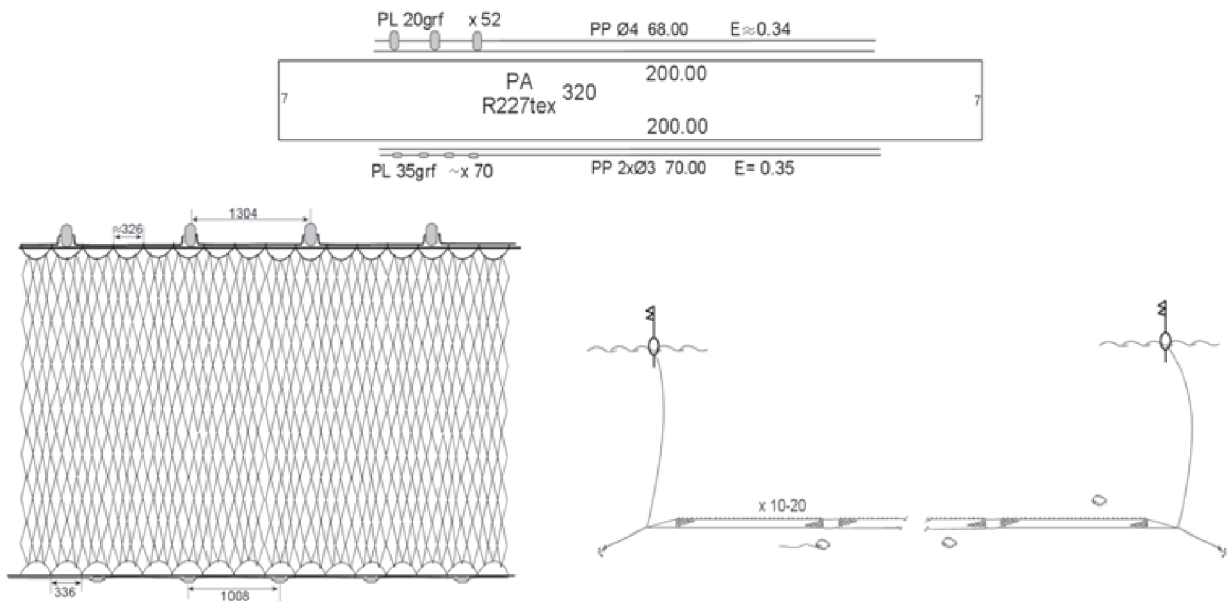 PL 20grf x 52
PP Ø4 68.00 E≈0.34
200.00
PA
R227tex
320
7
7
200.00
PL 35grf ~x 70
PP 2xØ3 70.00 E= 0.35
1304
≈326
336
1008
x 10-20